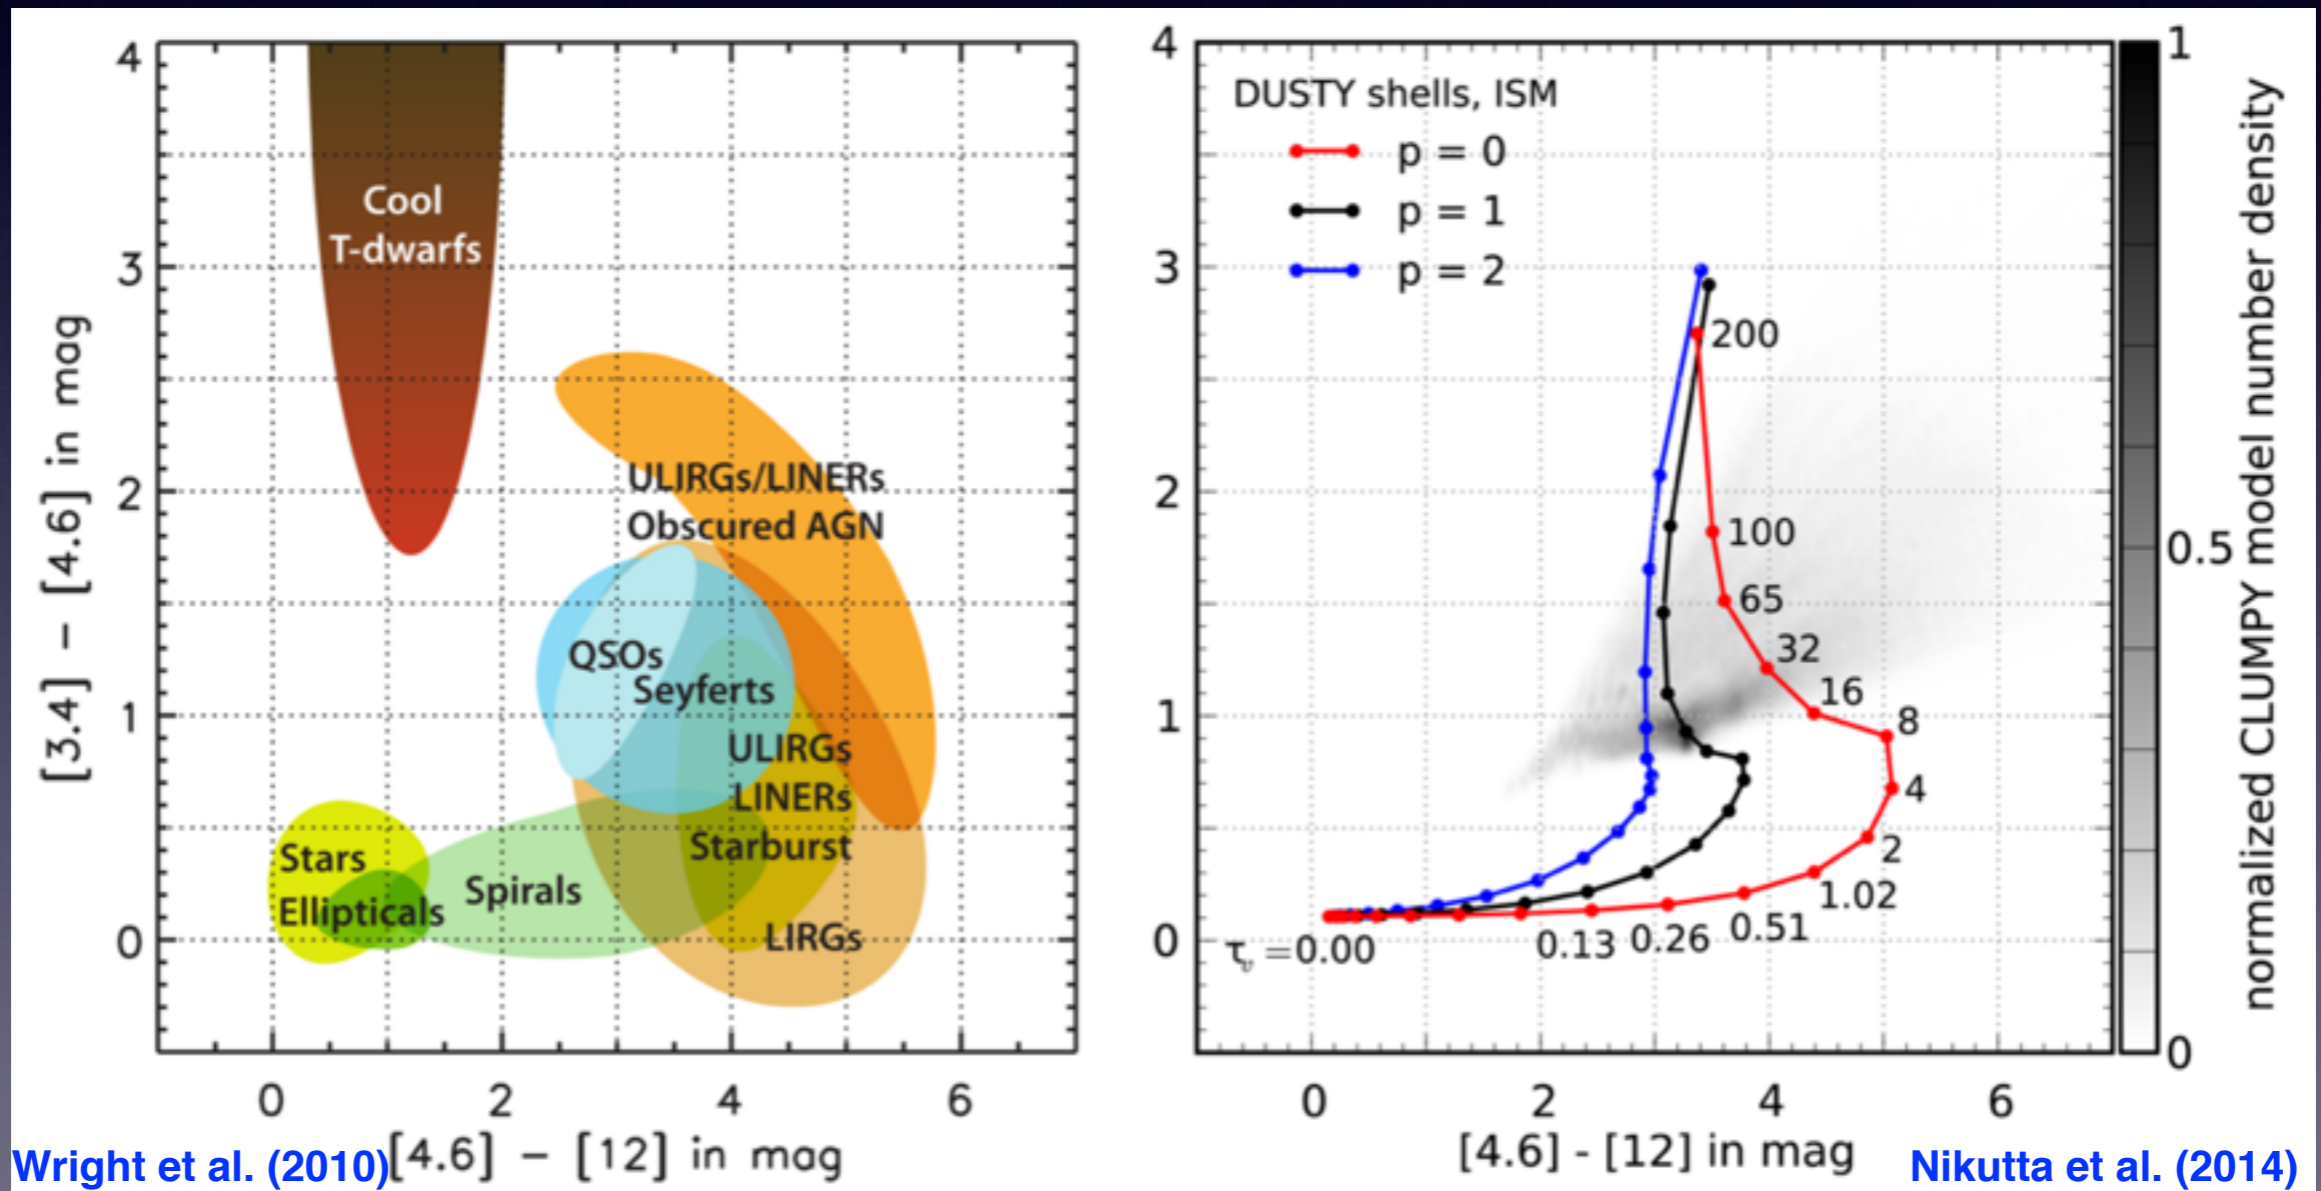 4
3
2
1
0
[3.4] − [4.6] in mag
Cool
T-dwarfs
ULIRGs/LINERs
Obscured AGN
QSOs
Seyferts
ULIRGs
LINERs
Starburst
LIRGs
Stars
Ellipticals
Spirals
0 2 4 6
[4.6] − [12] in mag
Wright et al. (2010)
4
3
2
1
0
DUSTY shells, ISM
p = 0
p = 1
p = 2
200
100
65
32
16
8
4
2
1.02
0.51
0.26
0.13
τᵥ =0.00
0 2 4 6
[4.6] - [12] in mag
1
0.5
0
normalized CLUMPY model number density
Nikutta et al. (2014)